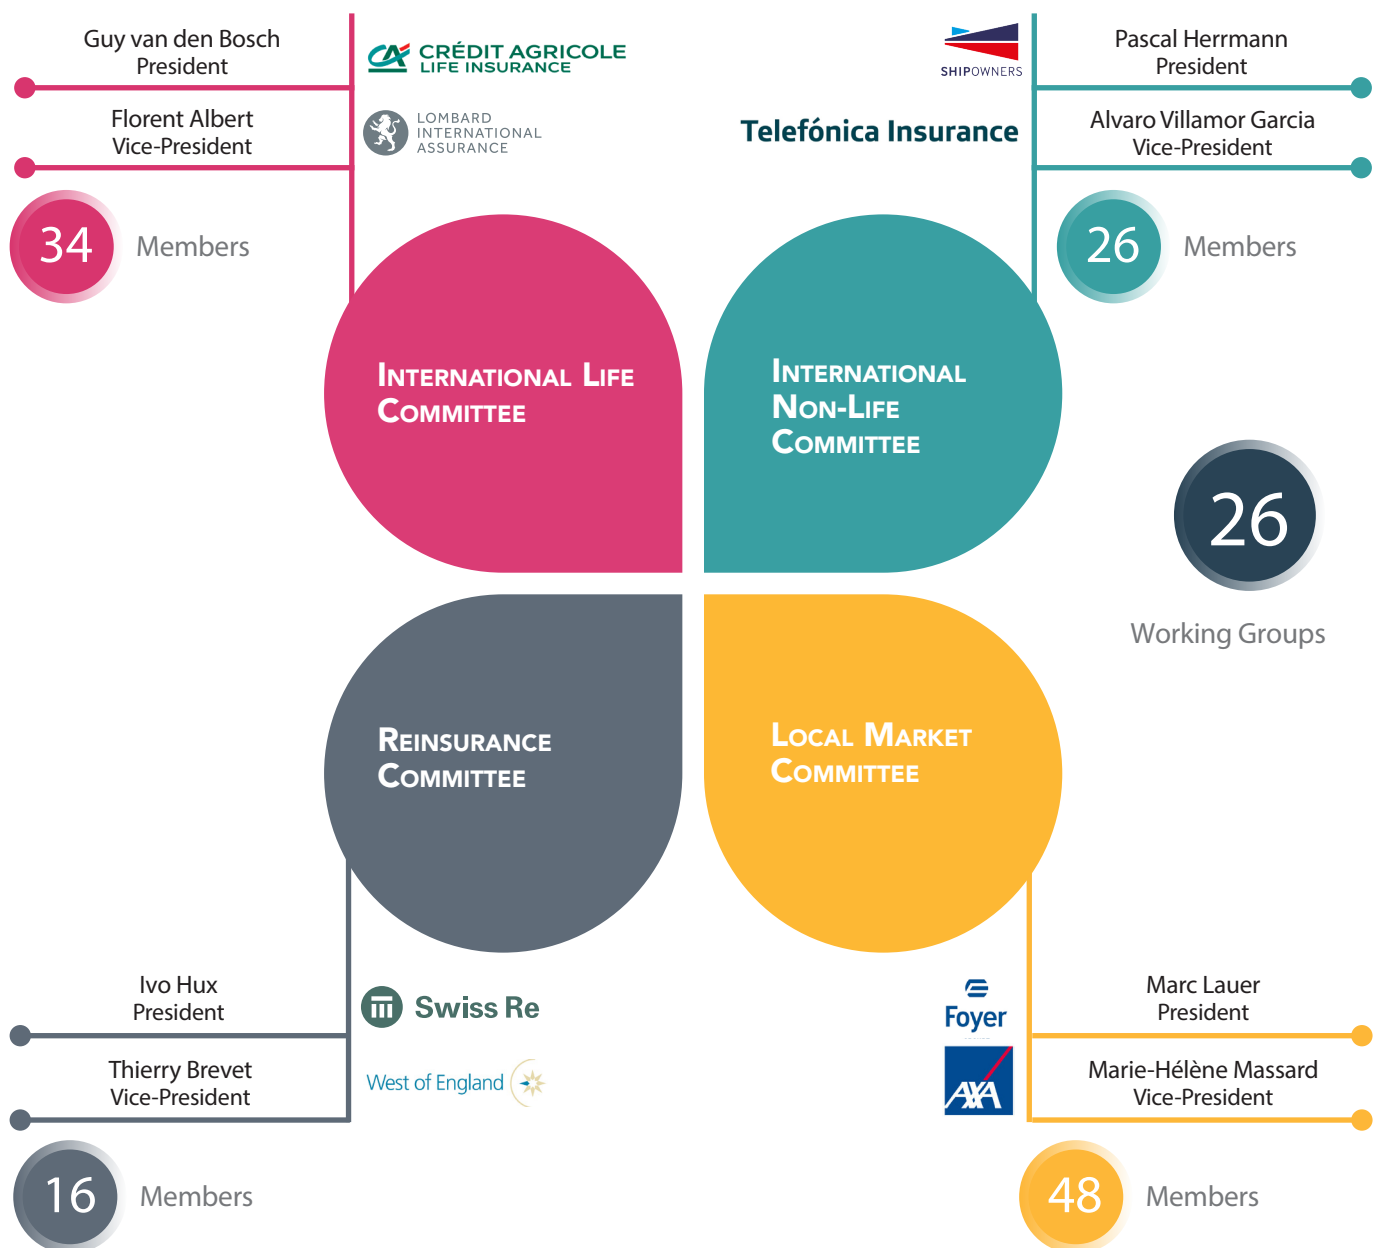 Guy van den Bosch
President
Florent Albert
Vice-President
34
Members
CRÉDIT AGRICOLE
LIFE INSURANCE
LOMBARD
INTERNATIONAL
ASSURANCE
SHIPOWNERS
Telefónica Insurance
Pascal Herrmann
President
Alvaro Villamor Garcia
Vice-President
26
Members
INTERNATIONAL LIFE
COMMITTEE
INTERNATIONAL
NON-LIFE
COMMITTEE
26
Working Groups
REINSURANCE
COMMITTEE
LOCAL MARKET
COMMITTEE
Ivo Hux
President
Thierry Brevet
Vice-President
16
Members
Swiss Re
West of England
Foyer
AXA
Marc Lauer
President
Marie-Hélène Massard
Vice-President
48
Members